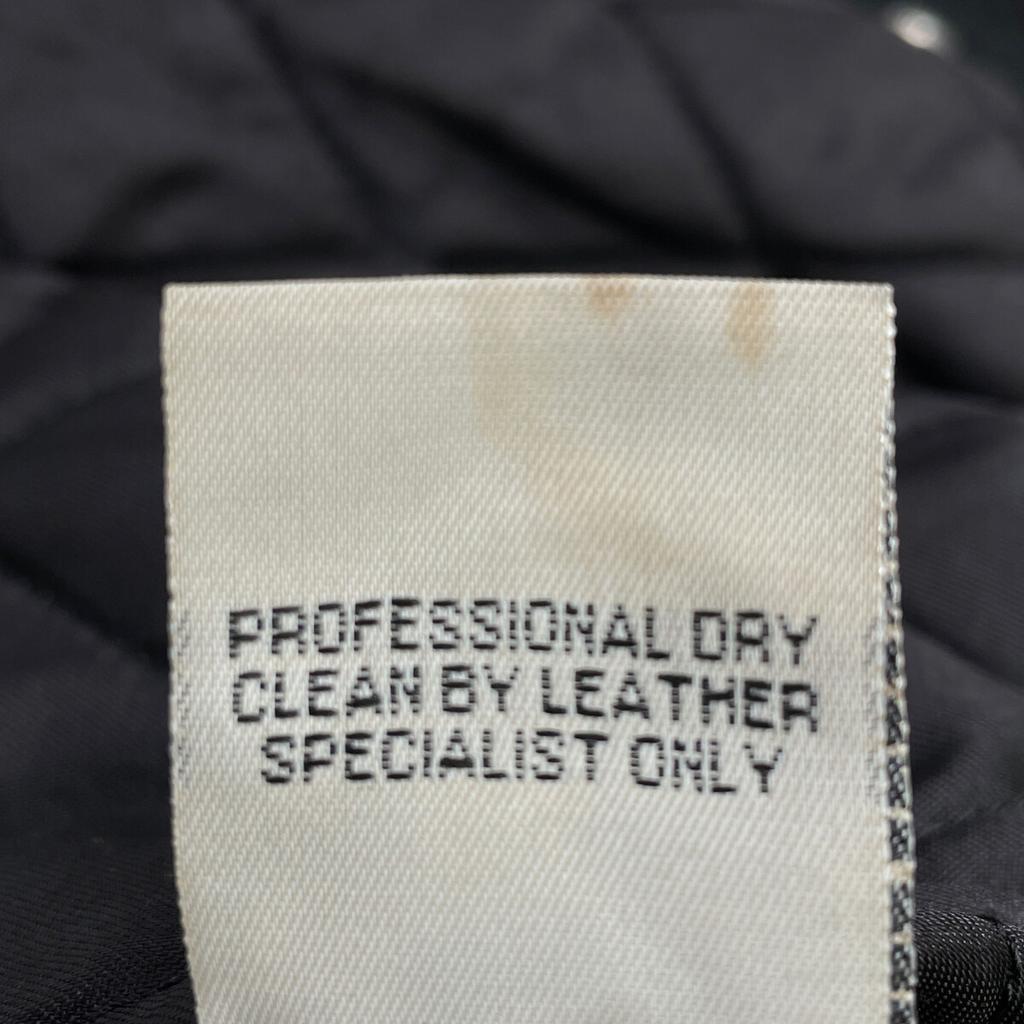 PROFESSIONAL DRY
CLEAN BY LEATHER
SPECIALIST ONLY